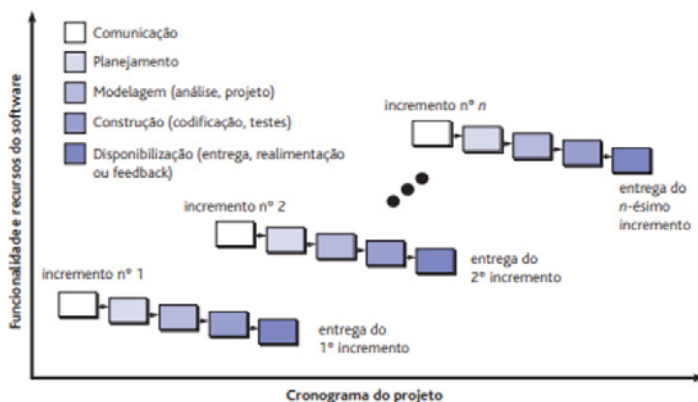 Funcionalidade e recursos do software
Comunicação
Planejamento
Modelagem (análise, projeto)
Construção (codificação, testes)
Disponibilização (entrega, realimentação
ou feedback)
incremento nº n
entrega do
n-ésimo
incremento
incremento nº 2
entrega do
2º incremento
incremento nº 1
entrega do
1º incremento
Cronograma do projeto